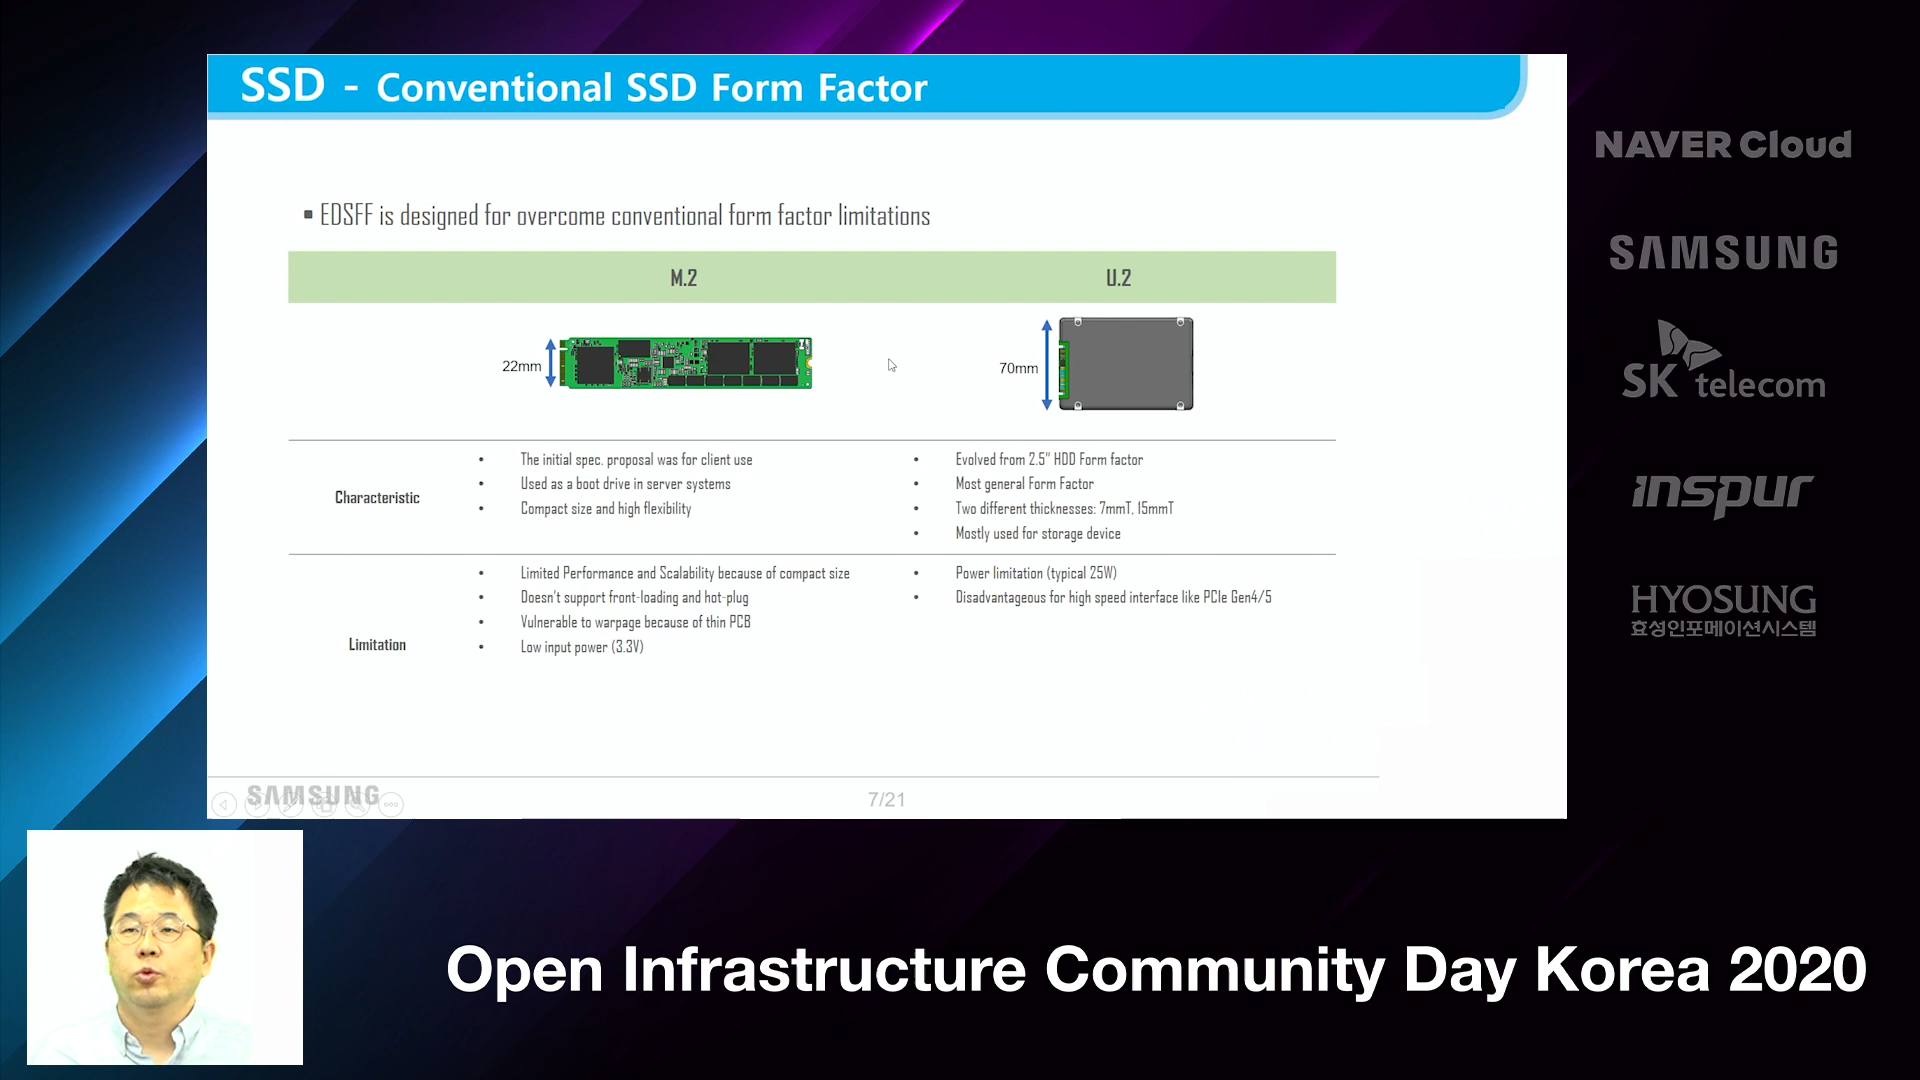 SSD - Conventional SSD Form Factor
▪ EDSFF is designed for overcome conventional form factor limitations
M.2
U.2
22mm
70mm
Characteristic
• The initial spec. proposal was for client use
• Used as a boot drive in server systems
• Compact size and high flexibility
• Evolved from 2.5" HDD Form factor
• Most general Form Factor
• Two different thicknesses: 7mmT, 15mmT
• Mostly used for storage device
Limitation
• Limited Performance and Scalability because of compact size
• Doesn't support front-loading and hot-plug
• Vulnerable to warpage because of thin PCB
• Low input power (3.3V)
• Power limitation (typical 25W)
• Disadvantageous for high speed interface like PCIe Gen4/5
SAMSUNG
7/21
NAVER Cloud
SAMSUNG
SK telecom
inspur
HYOSUNG
효성인포메이션시스템
Open Infrastructure Community Day Korea 2020